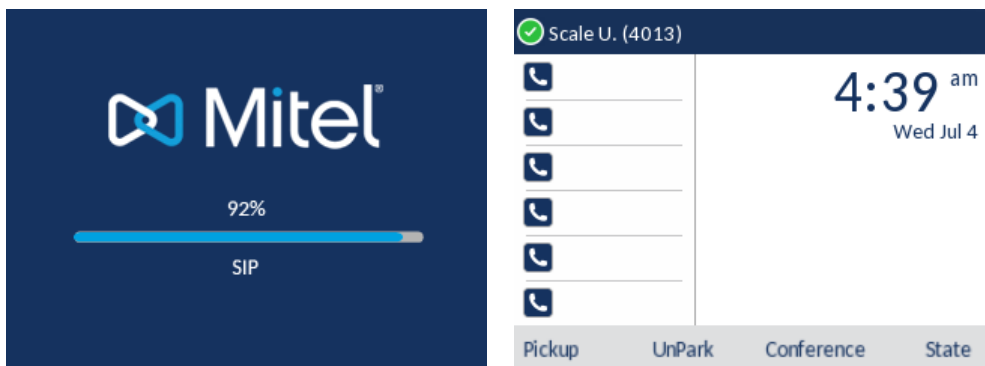 Mitel®
92%
SIP
Scale U. (4013)
4:39 am
Wed Jul 4
Pickup UnPark Conference State